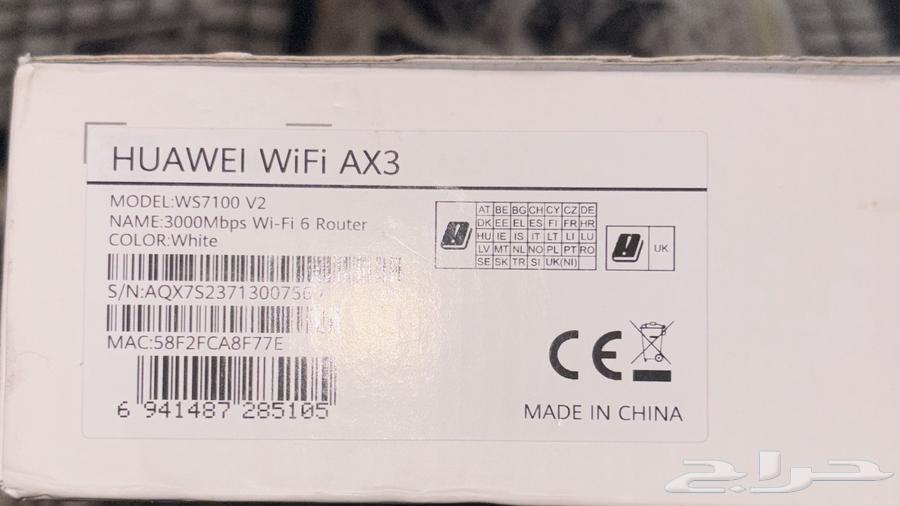 HUAWEI WiFi AX3
MODEL:WS7100 V2
NAME:3000Mbps Wi-Fi 6 Router
COLOR:White
AT BE BG CH CY CZ DE
DK EE EL ES FI FR HR
HU IE IS IT LT LI LU
LV MT NL NO PL PT RO
SE SK TR SI UK(NI)
UK
MAC:58F2FCA8F77E
6 941487 285105
CE
MADE IN CHINA
حراج